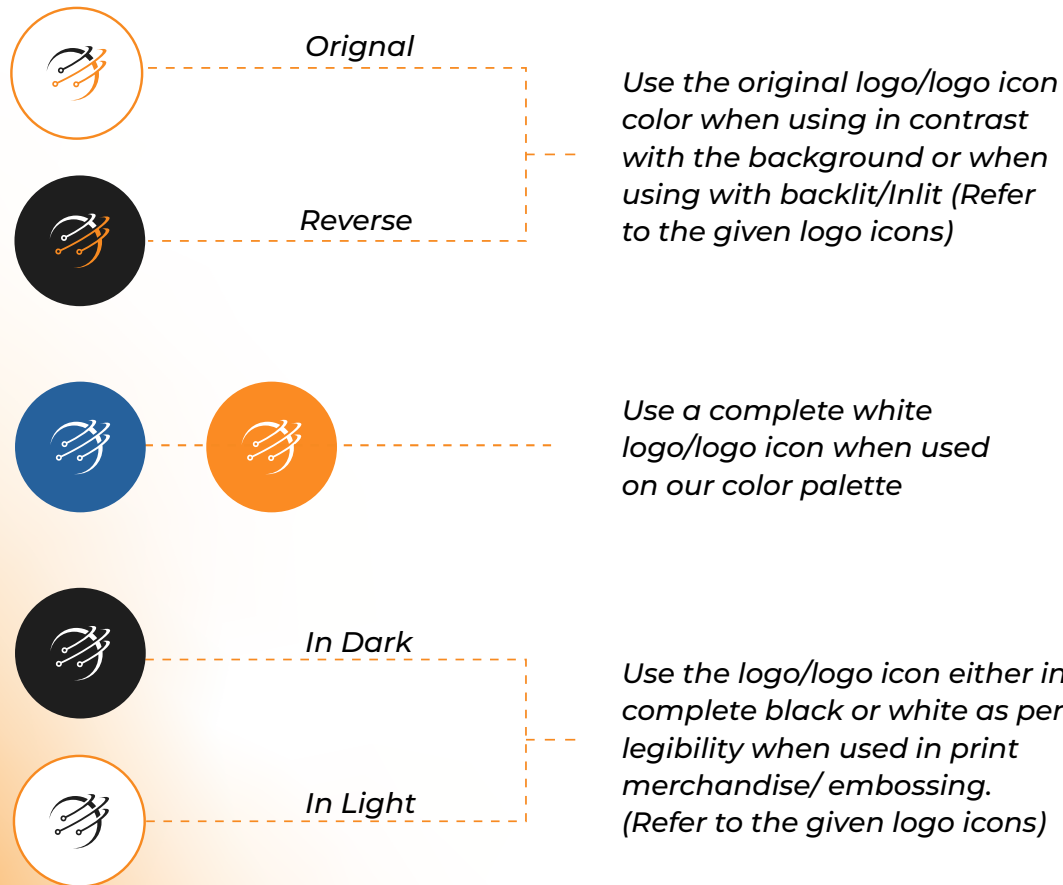 Orignal
Use the original logo/logo icon
color when using in contrast
with the background or when
using with backlit/Inlit (Refer
to the given logo icons)
Reverse
Use a complete white
logo/logo icon when used
on our color palette
In Dark
Use the logo/logo icon either in
complete black or white as per
legibility when used in print
merchandise/ embossing.
(Refer to the given logo icons)
In Light